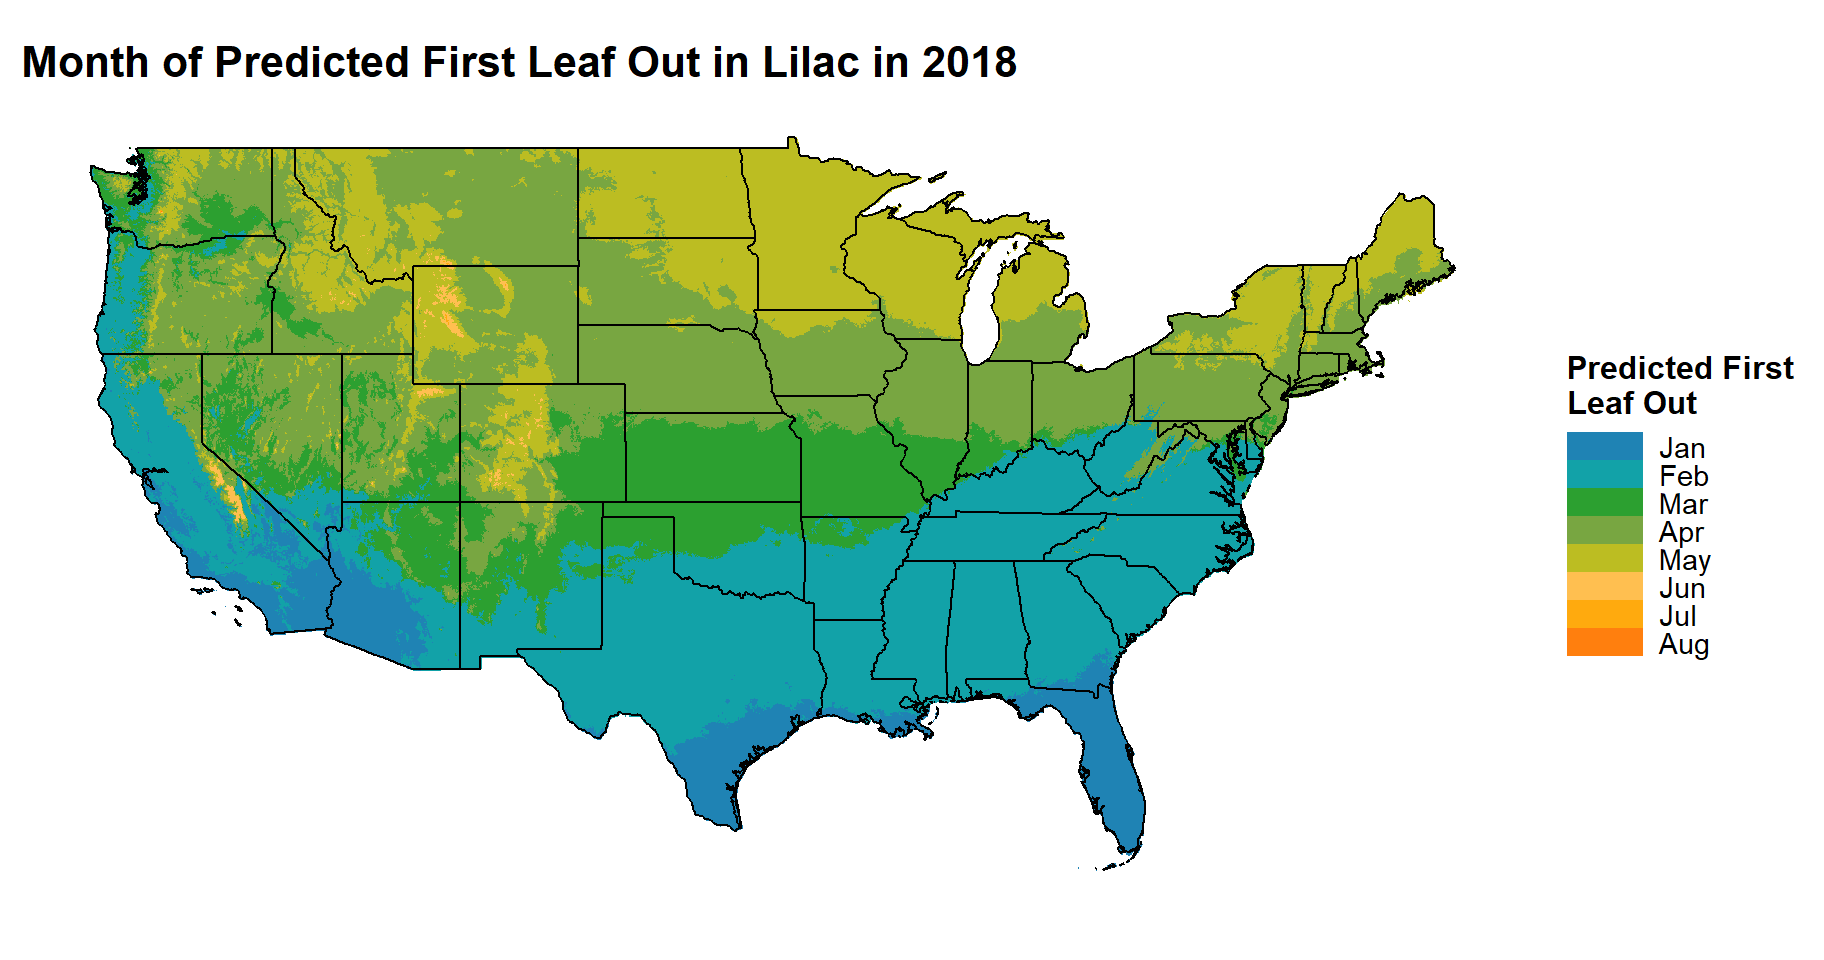 Month of Predicted First Leaf Out in Lilac in 2018
Predicted First
Leaf Out
Jan
Feb
Mar
Apr
May
Jun
Jul
Aug